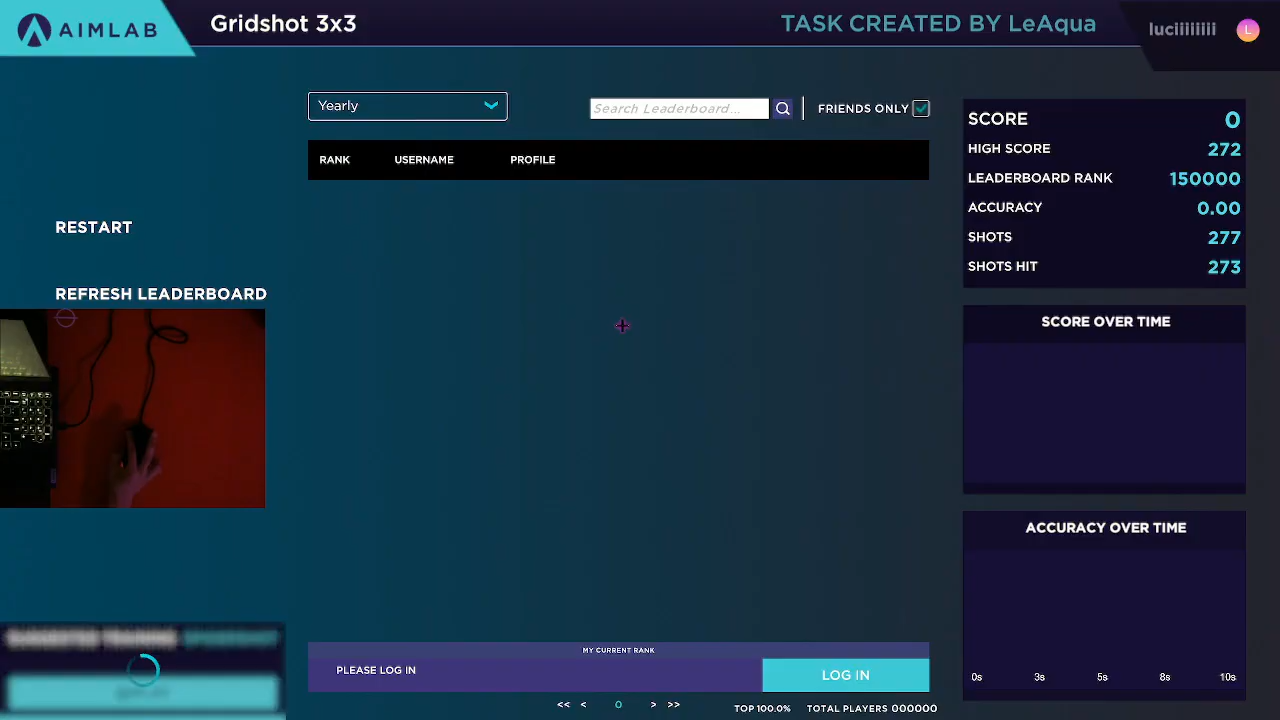 AIMLAB
Gridshot 3x3
TASK CREATED BY LeAqua
luciiiiiiii
L
Yearly
Search Leaderboard...
FRIENDS ONLY
RANK USERNAME PROFILE
RESTART
REFRESH LEADERBOARD
SCORE 0
HIGH SCORE 272
LEADERBOARD RANK 150000
ACCURACY 0.00
SHOTS 277
SHOTS HIT 273
SCORE OVER TIME
ACCURACY OVER TIME
0s 3s 5s 8s 10s
SUGGESTED TRAINING SPIDERSHOT
MY CURRENT RANK
PLEASE LOG IN
LOG IN
<< < 0 > >>
TOP 100.0% TOTAL PLAYERS 000000